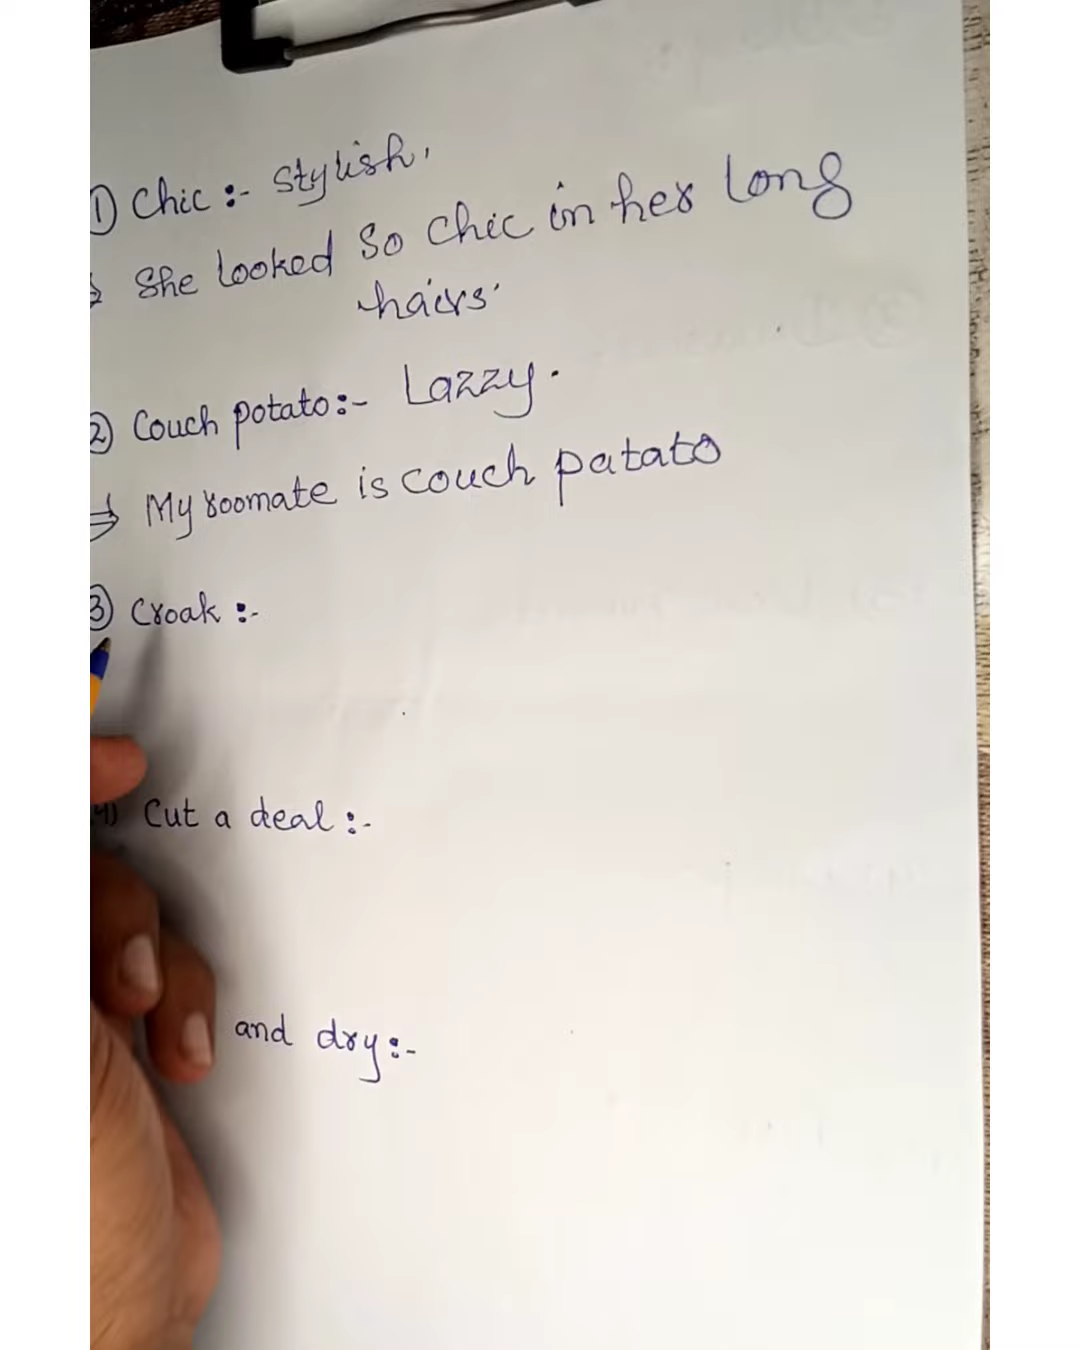 1) Chic :- Stylish,
⇒ She looked So Chic in her long
hairs.
2) Couch potato :- Lazzy.
⇒ My roomate is couch patato
3) Croak :-
4) Cut a deal :-
and dry :-